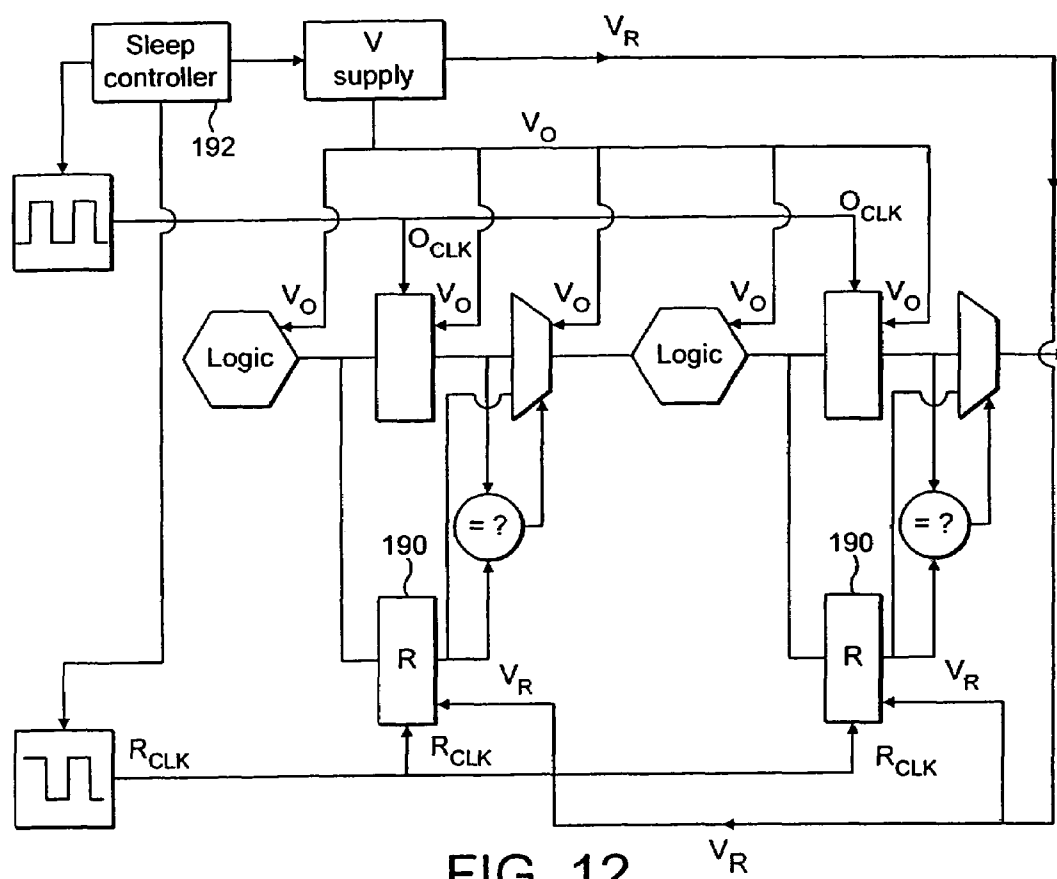 Sleep
controller
V
supply
V_R
192
V_O
O_CLK
O_CLK
V_O
V_O
V_O
V_O
V_O
Logic
Logic
= ?
= ?
190
190
R
R
V_R
V_R
R_CLK
R_CLK
R_CLK
V_R
FIG. 12